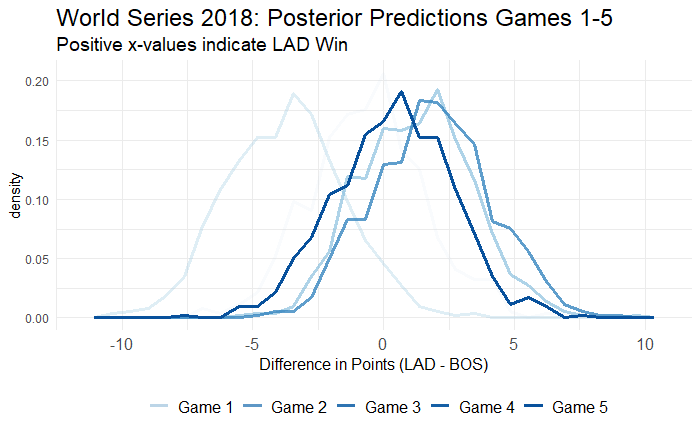 World Series 2018: Posterior Predictions Games 1-5
Positive x-values indicate LAD Win
0.20
0.15
0.10
0.05
0.00
density
-10 -5 0 5 10
Difference in Points (LAD - BOS)
Game 1 Game 2 Game 3 Game 4 Game 5